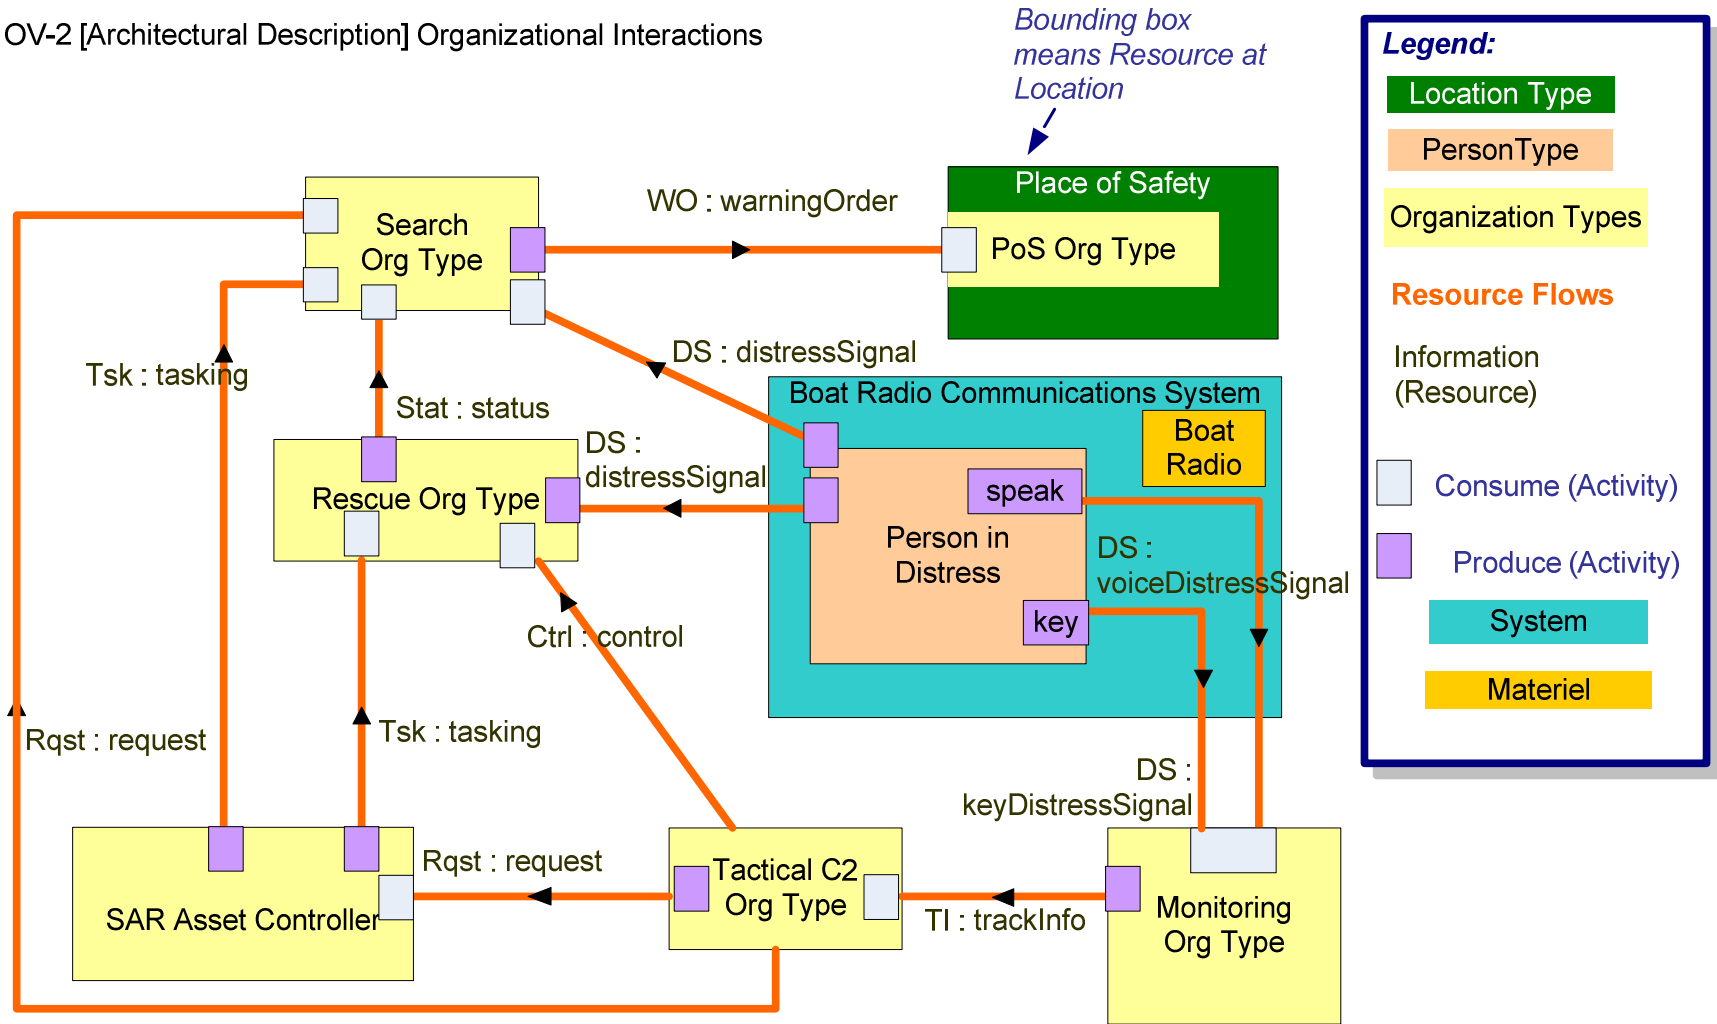 OV-2 [Architectural Description] Organizational Interactions
Bounding box
means Resource at
Location
Legend:
Location Type
PersonType
Organization Types
Resource Flows
Information
(Resource)
Consume (Activity)
Produce (Activity)
System
Materiel
Search
Org Type
WO : warningOrder
Place of Safety
PoS Org Type
Tsk : tasking
Stat : status
DS : distressSignal
Boat Radio Communications System
Boat
Radio
DS :
distressSignal
Rescue Org Type
speak
Person in
Distress
DS :
voiceDistressSignal
key
Ctrl : control
Rqst : request
Tsk : tasking
DS :
keyDistressSignal
SAR Asset Controller
Rqst : request
Tactical C2
Org Type
TI : trackInfo
Monitoring
Org Type